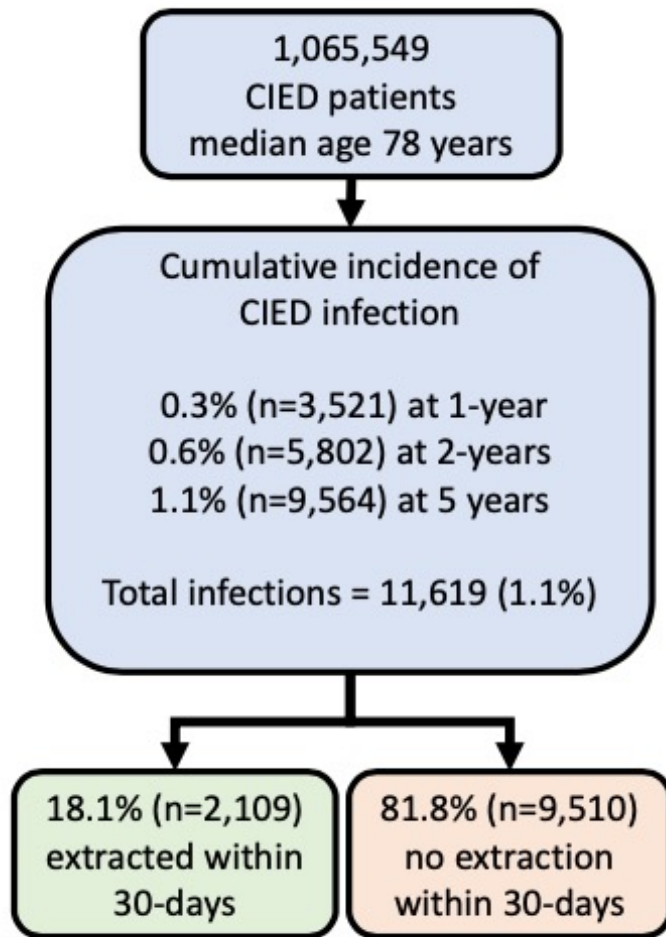 1,065,549
CIED patients
median age 78 years
Cumulative incidence of
CIED infection
0.3% (n=3,521) at 1-year
0.6% (n=5,802) at 2-years
1.1% (n=9,564) at 5 years
Total infections = 11,619 (1.1%)
18.1% (n=2,109)
extracted within
30-days
81.8% (n=9,510)
no extraction
within 30-days